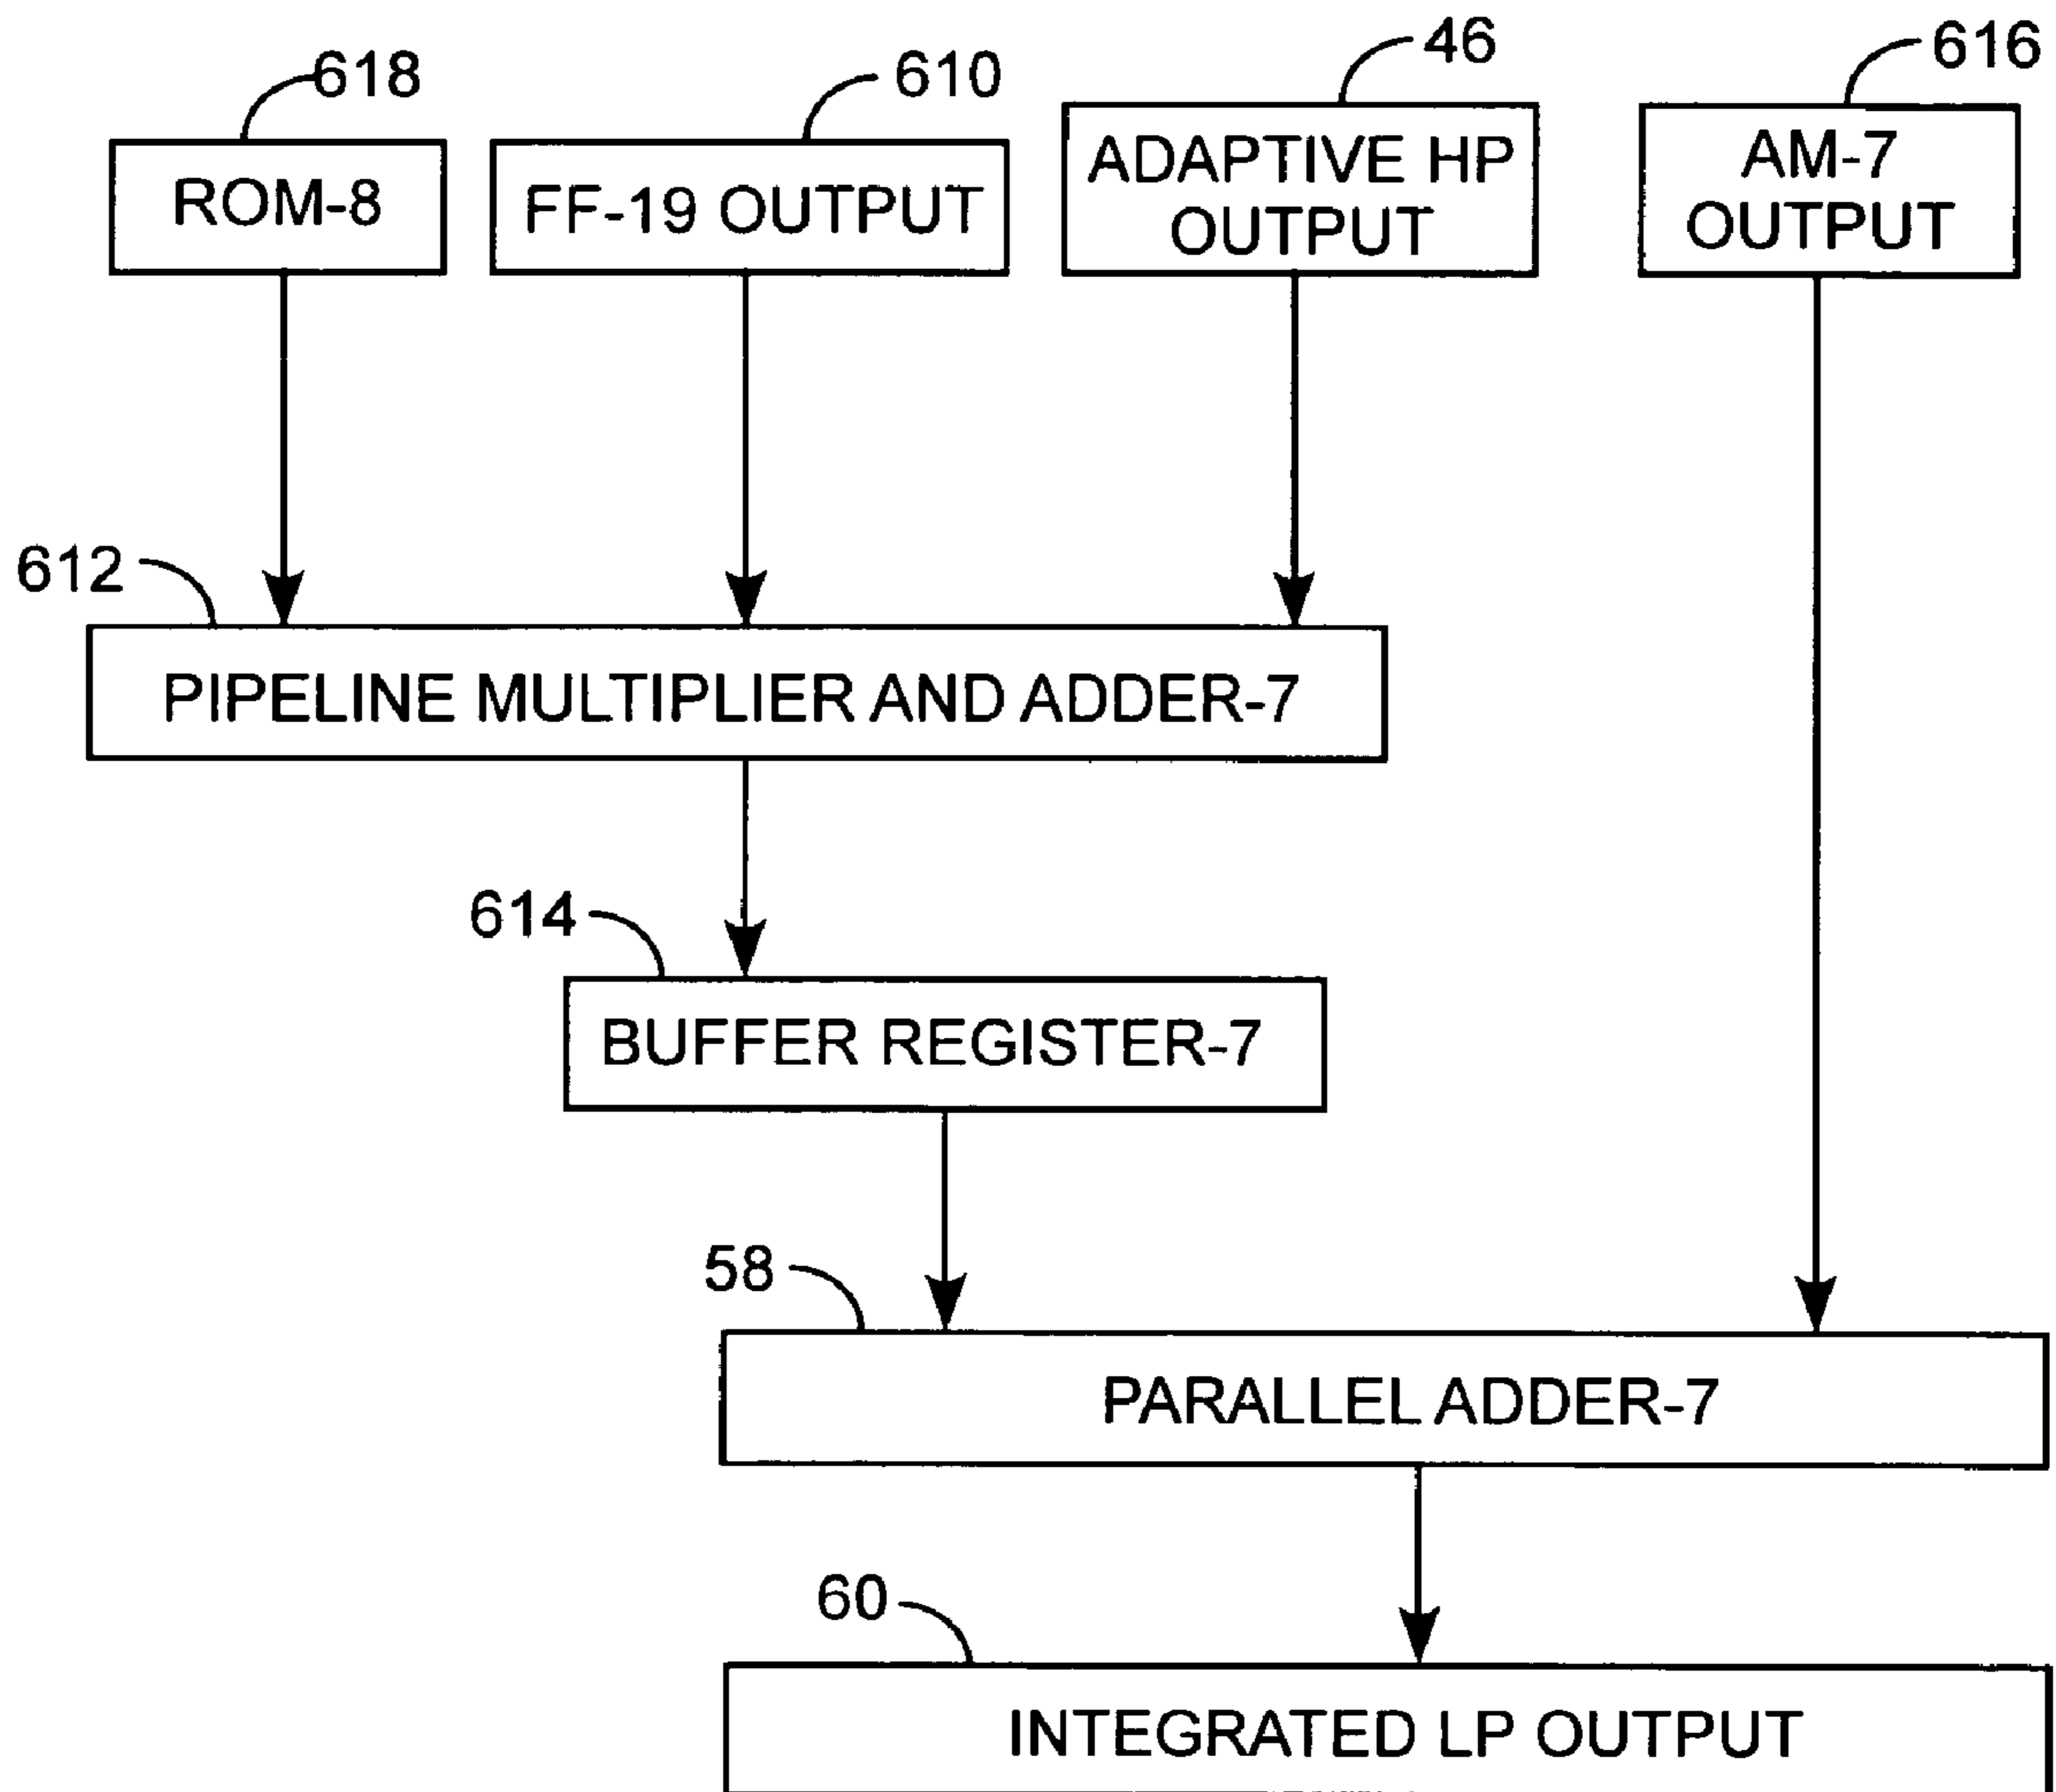 618
610
46
616
ROM-8
FF-19 OUTPUT
ADAPTIVE HP
OUTPUT
AM-7
OUTPUT
612
PIPELINE MULTIPLIER AND ADDER-7
614
BUFFER REGISTER-7
58
PARALLEL ADDER-7
60
INTEGRATED LP OUTPUT